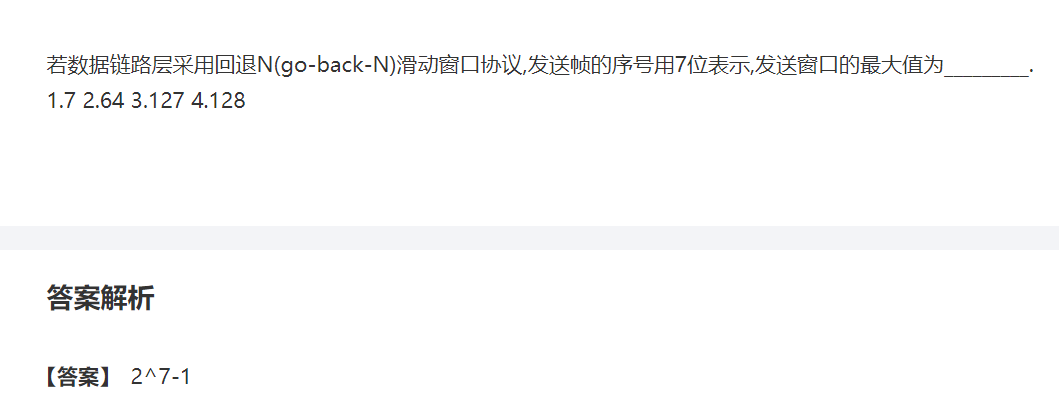 若数据链路层采用回退N(go-back-N)滑动窗口协议,发送帧的序号用7位表示,发送窗口的最大值为________.
1.7 2.64 3.127 4.128
答案解析
【答案】 2^7-1